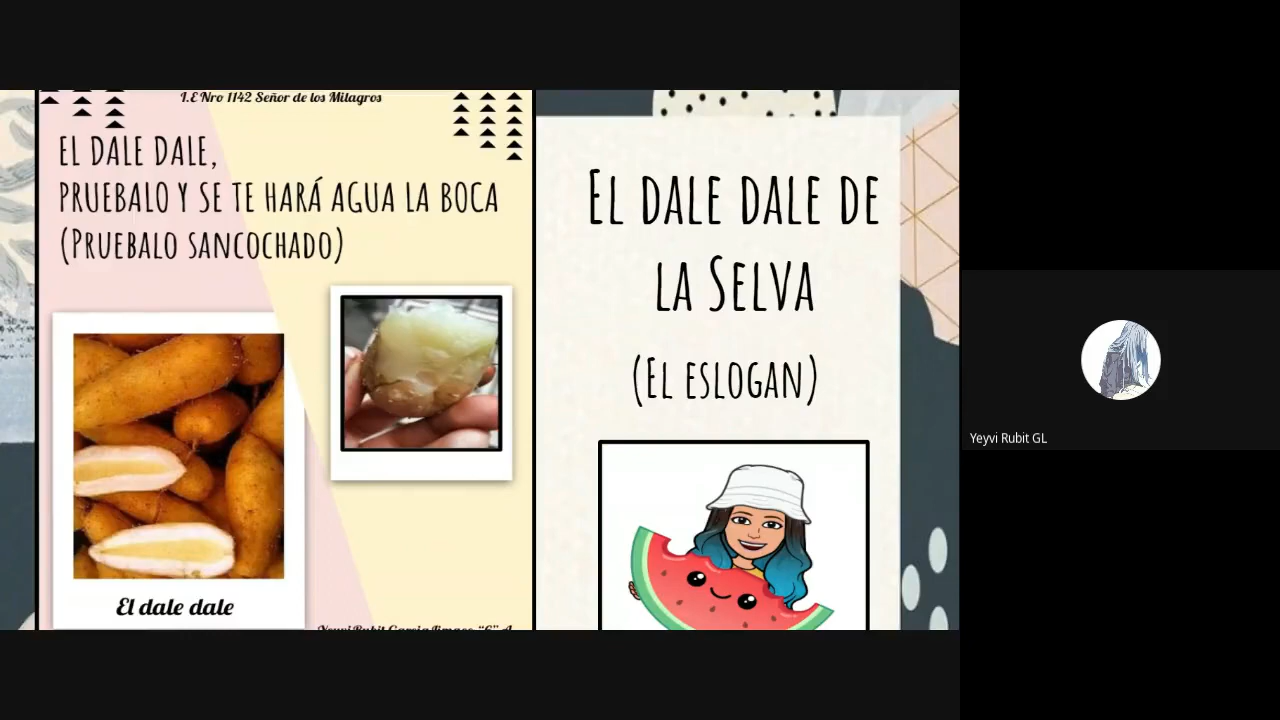 I.E Nro 1142 Señor de los Milagros
EL DALE DALE,
PRUEBALO Y SE TE HARÁ AGUA LA BOCA
(PRUEBALO SANCOCHADO)
El dale dale
EL DALE DALE DE
LA SELVA
(EL ESLOGAN)
Yeyvi Rubit GL